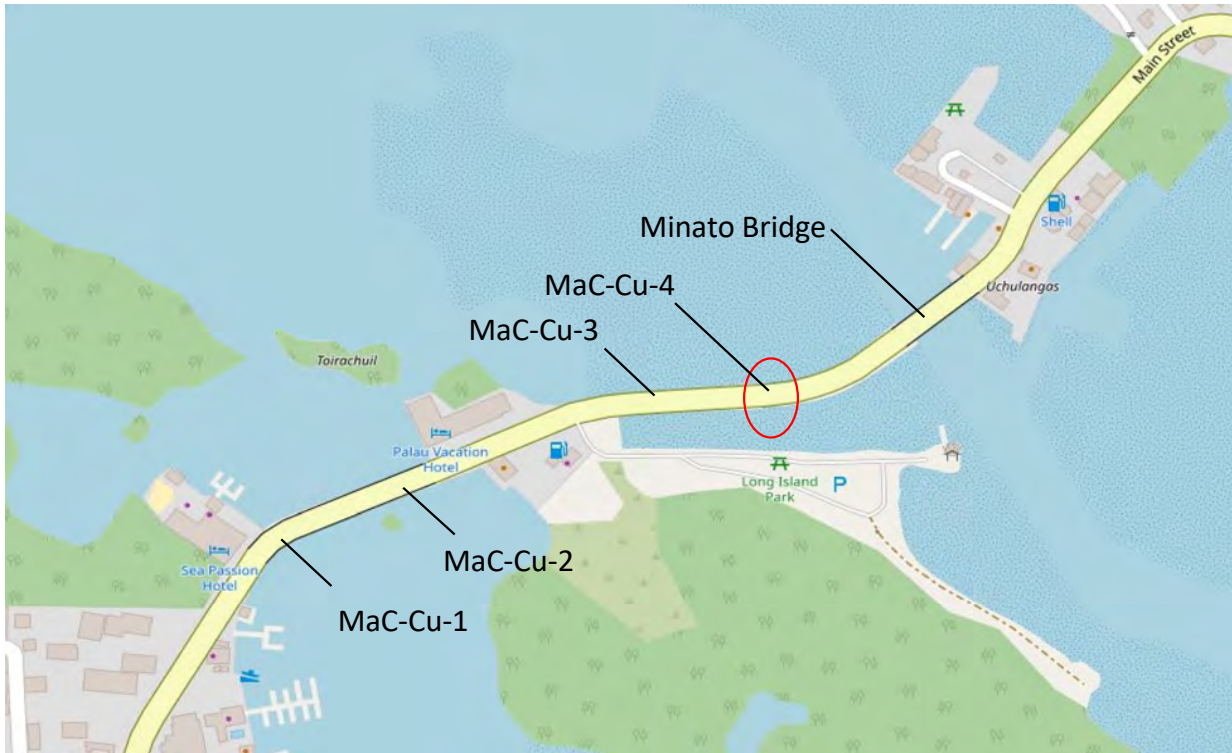 Main Street
Shell
Minato Bridge
Uchulangas
MaC-Cu-4
MaC-Cu-3
Toirachuil
Palau Vacation
Hotel
Long Island
Park
P
MaC-Cu-2
Sea Passion
Hotel
MaC-Cu-1